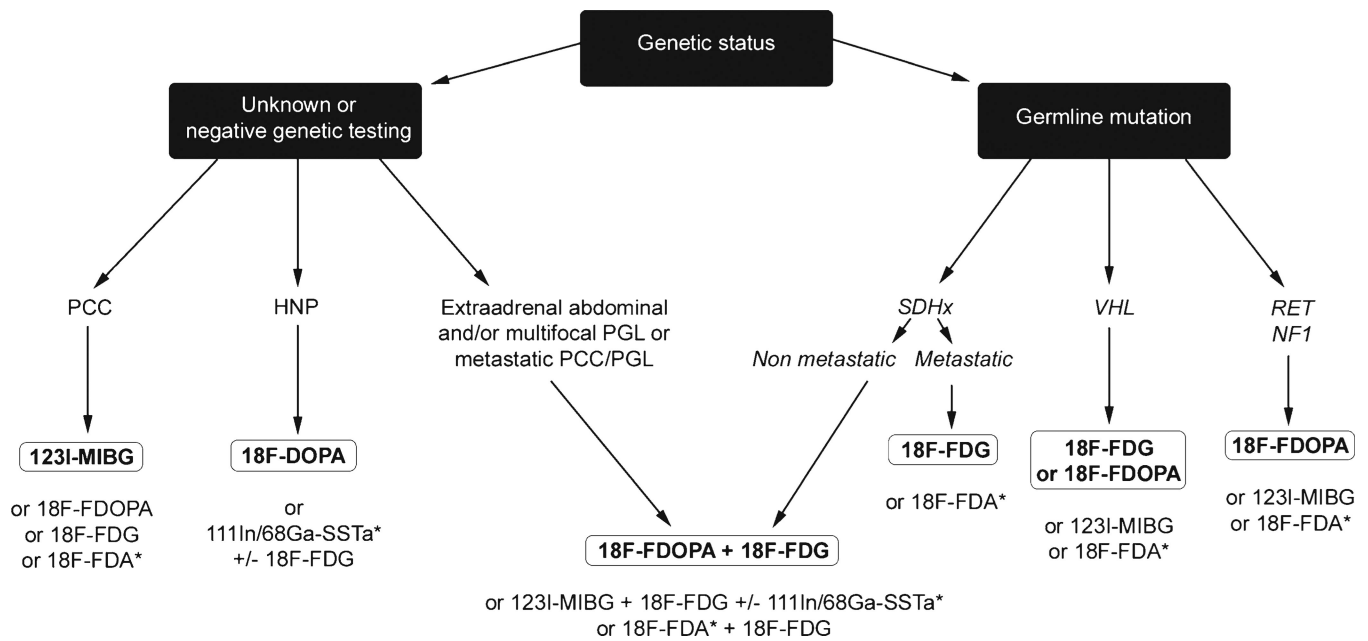 Genetic status
Unknown or
negative genetic testing
Germline mutation
PCC
HNP
Extraadrenal abdominal
and/or multifocal PGL or
metastatic PCC/PGL
SDHx
Non metastatic
Metastatic
VHL
RET
NF1
123I-MIBG
or 18F-FDOPA
or 18F-FDG
or 18F-FDA*
18F-DOPA
or
111In/68Ga-SSTa*
+/- 18F-FDG
18F-FDOPA + 18F-FDG
or 123I-MIBG + 18F-FDG +/- 111In/68Ga-SSTa*
or 18F-FDA* + 18F-FDG
18F-FDG
or 18F-FDA*
18F-FDG
or 18F-FDOPA
or 123I-MIBG
or 18F-FDA*
18F-FDOPA
or 123I-MIBG
or 18F-FDA*